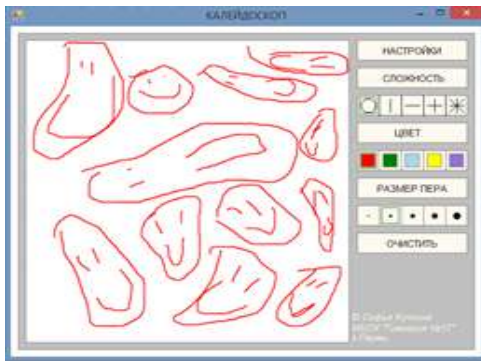 КАЛЕЙДОСКОП
НАСТРОЙКИ
СЛОЖНОСТЬ
ЦВЕТ
РАЗМЕР ПЕРА
ОЧИСТИТЬ